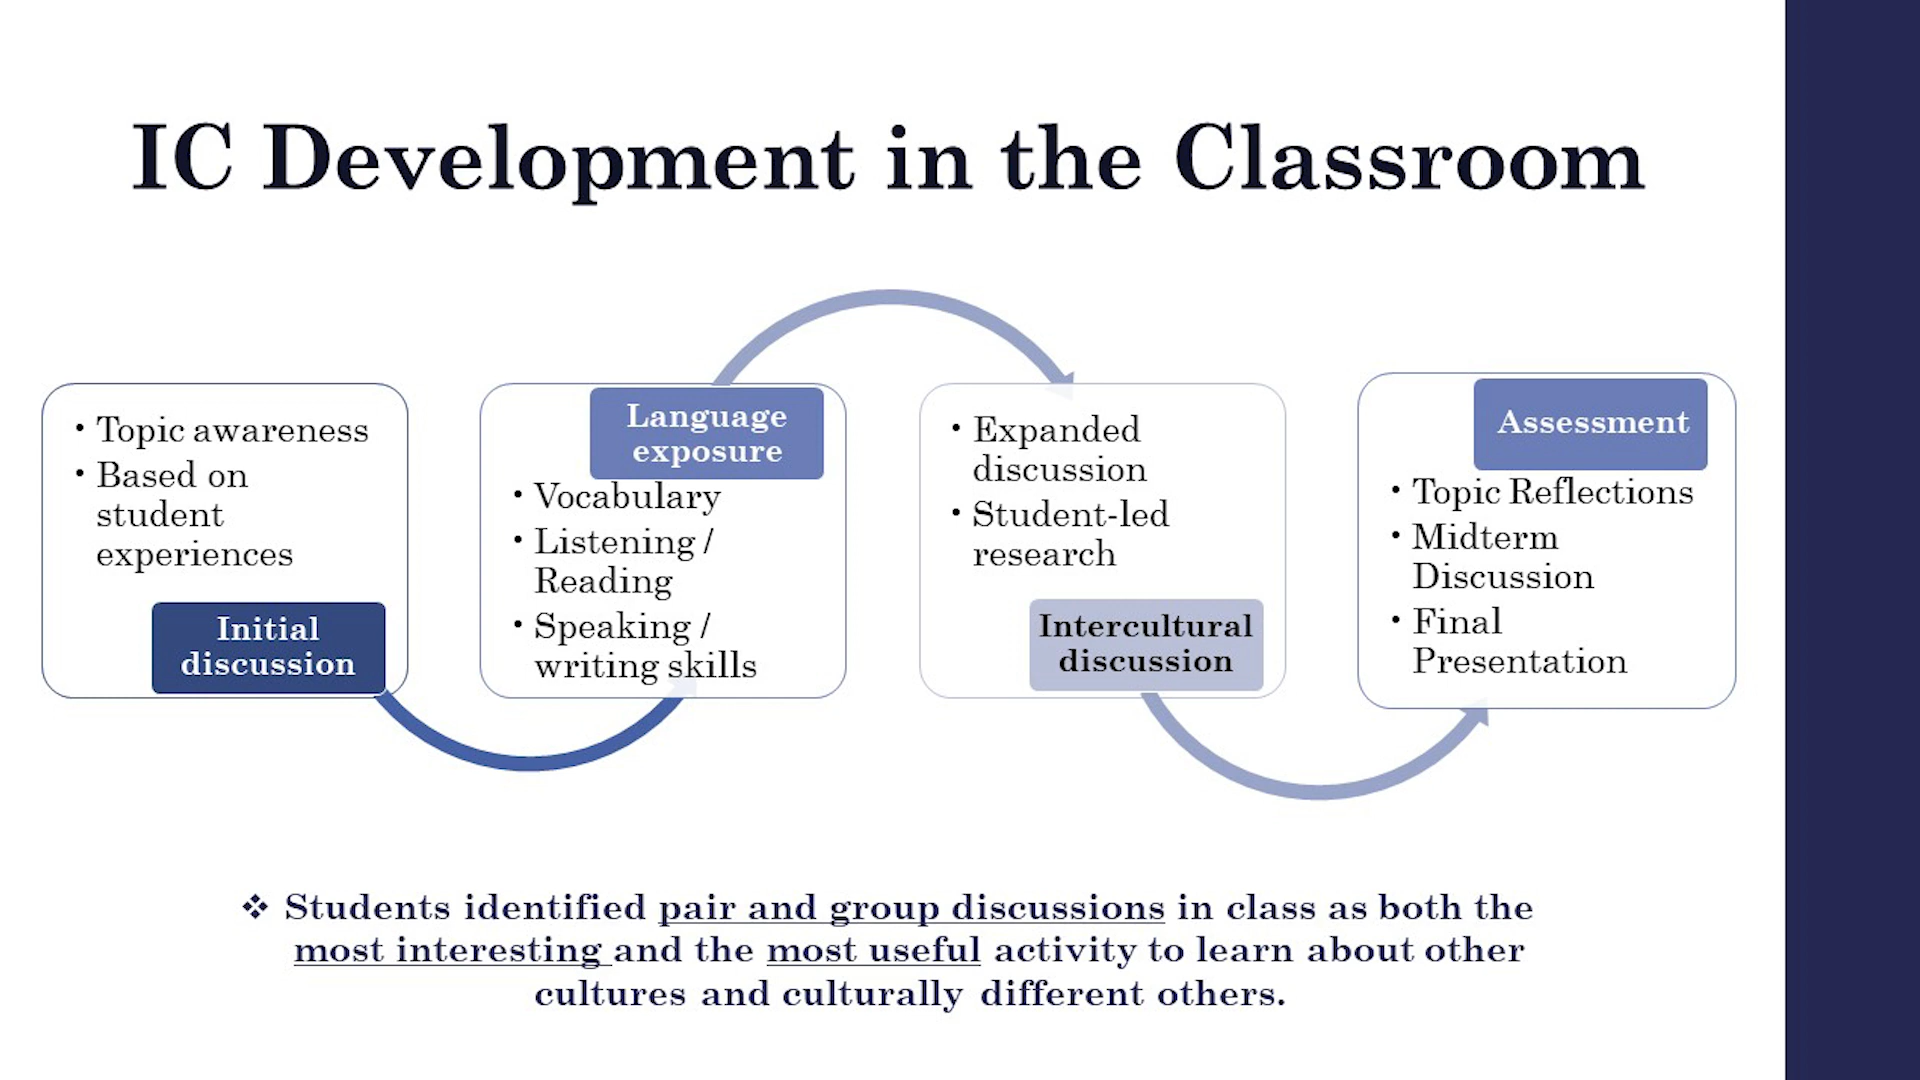 IC Development in the Classroom
• Topic awareness
• Based on
student
experiences
Initial
discussion
Language
exposure
• Vocabulary
• Listening /
Reading
• Speaking /
writing skills
• Expanded
discussion
• Student-led
research
Intercultural
discussion
Assessment
• Topic Reflections
• Midterm
Discussion
• Final
Presentation
❖ Students identified pair and group discussions in class as both the
most interesting and the most useful activity to learn about other
cultures and culturally different others.